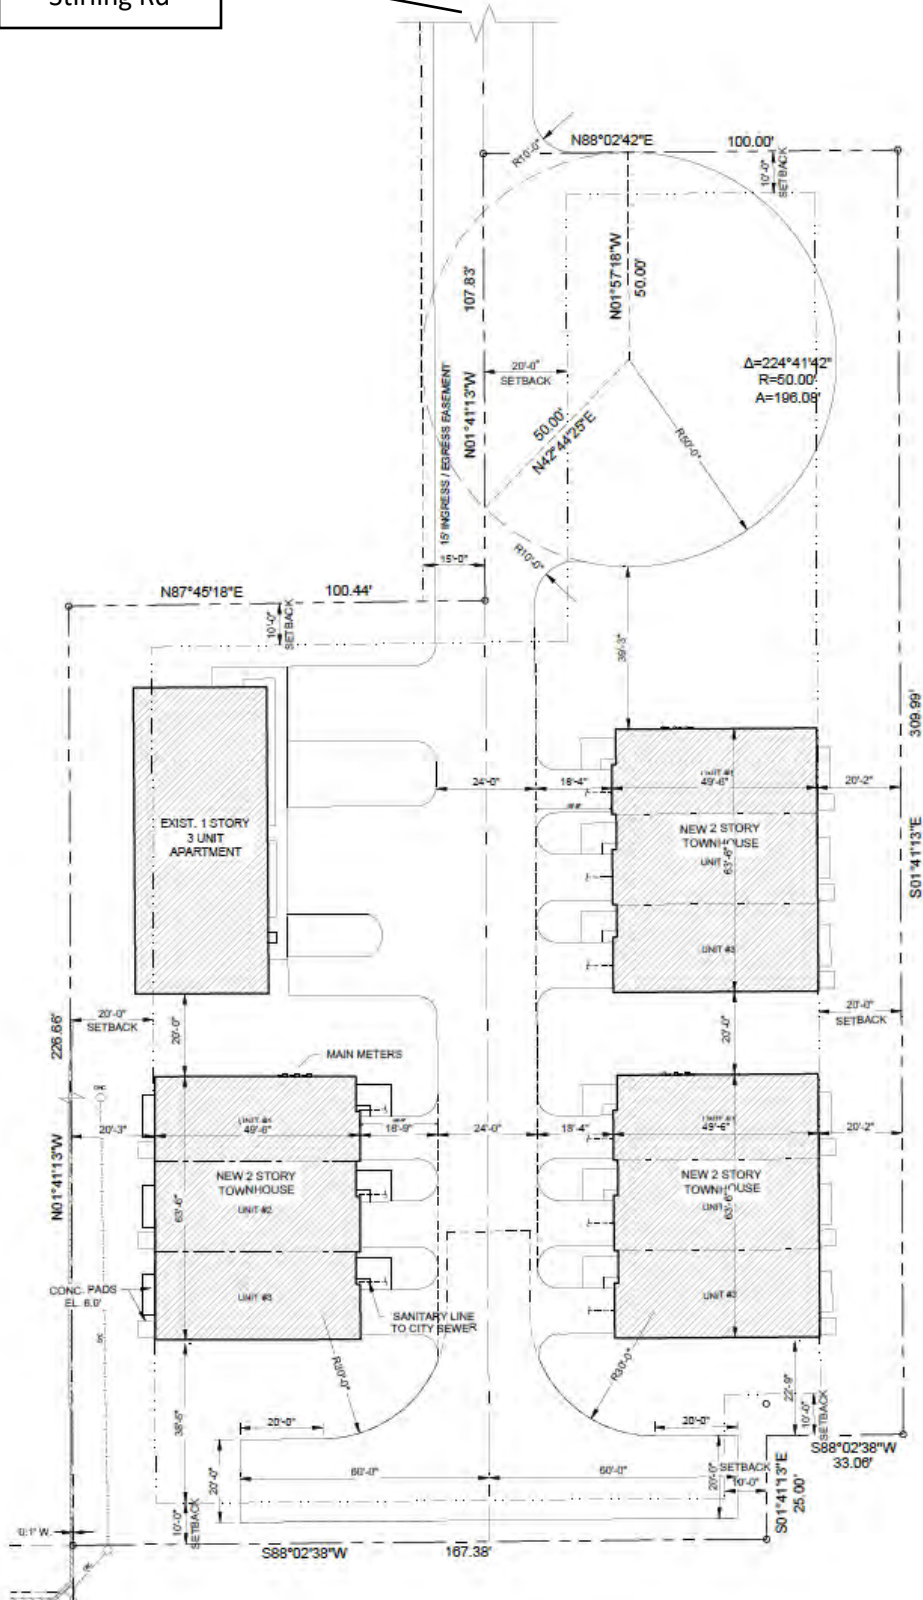 Stirling Rd
N88°02'42"E 100.00'
R10'-0"
10'-0"
SETBACK
107.83'
N01°41'13"W
N01°57'18"W
50.00'
20'-0"
SETBACK
Δ=224°41'42"
R=50.00'
A=196.08'
15' INGRESS / EGRESS EASEMENT
50.00'
N42°44'25"E
R50'-0"
R10'-0"
15'-0"
N87°45'18"E 100.44'
10'-0"
SETBACK
39'-3"
309.99'
S01°41'13"E
24'-0"
18'-4"
UNIT #1
49'-6"
20'-2"
EXIST. 1 STORY
3 UNIT
APARTMENT
NEW 2 STORY
TOWNHOUSE
UNIT
63'-6"
UNIT #3
20'-0"
SETBACK
20'-0"
20'-0"
20'-0"
SETBACK
226.66'
N01°41'13"W
MAIN METERS
20'-3"
UNIT #1
49'-6"
18'-9"
24'-0"
18'-4"
UNIT #1
49'-6"
20'-2"
NEW 2 STORY
TOWNHOUSE
UNIT #2
63'-6"
NEW 2 STORY
TOWNHOUSE
UNIT
63'-6"
CONC. PADS
EL. 6.0'
UNIT #3
UNIT #3
SANITARY LINE
TO CITY SEWER
R30'-0"
R30'-0"
38'-6"
22'-9"
10'-0"
SETBACK
20'-0"
20'-0"
S88°02'38"W
33.06'
20'-0"
60'-0"
60'-0"
20'-0"
SETBACK
10'-0"
S01°41'13"E
25.00'
0.1' W.
10'-0"
SETBACK
S88°02'38"W 167.38'